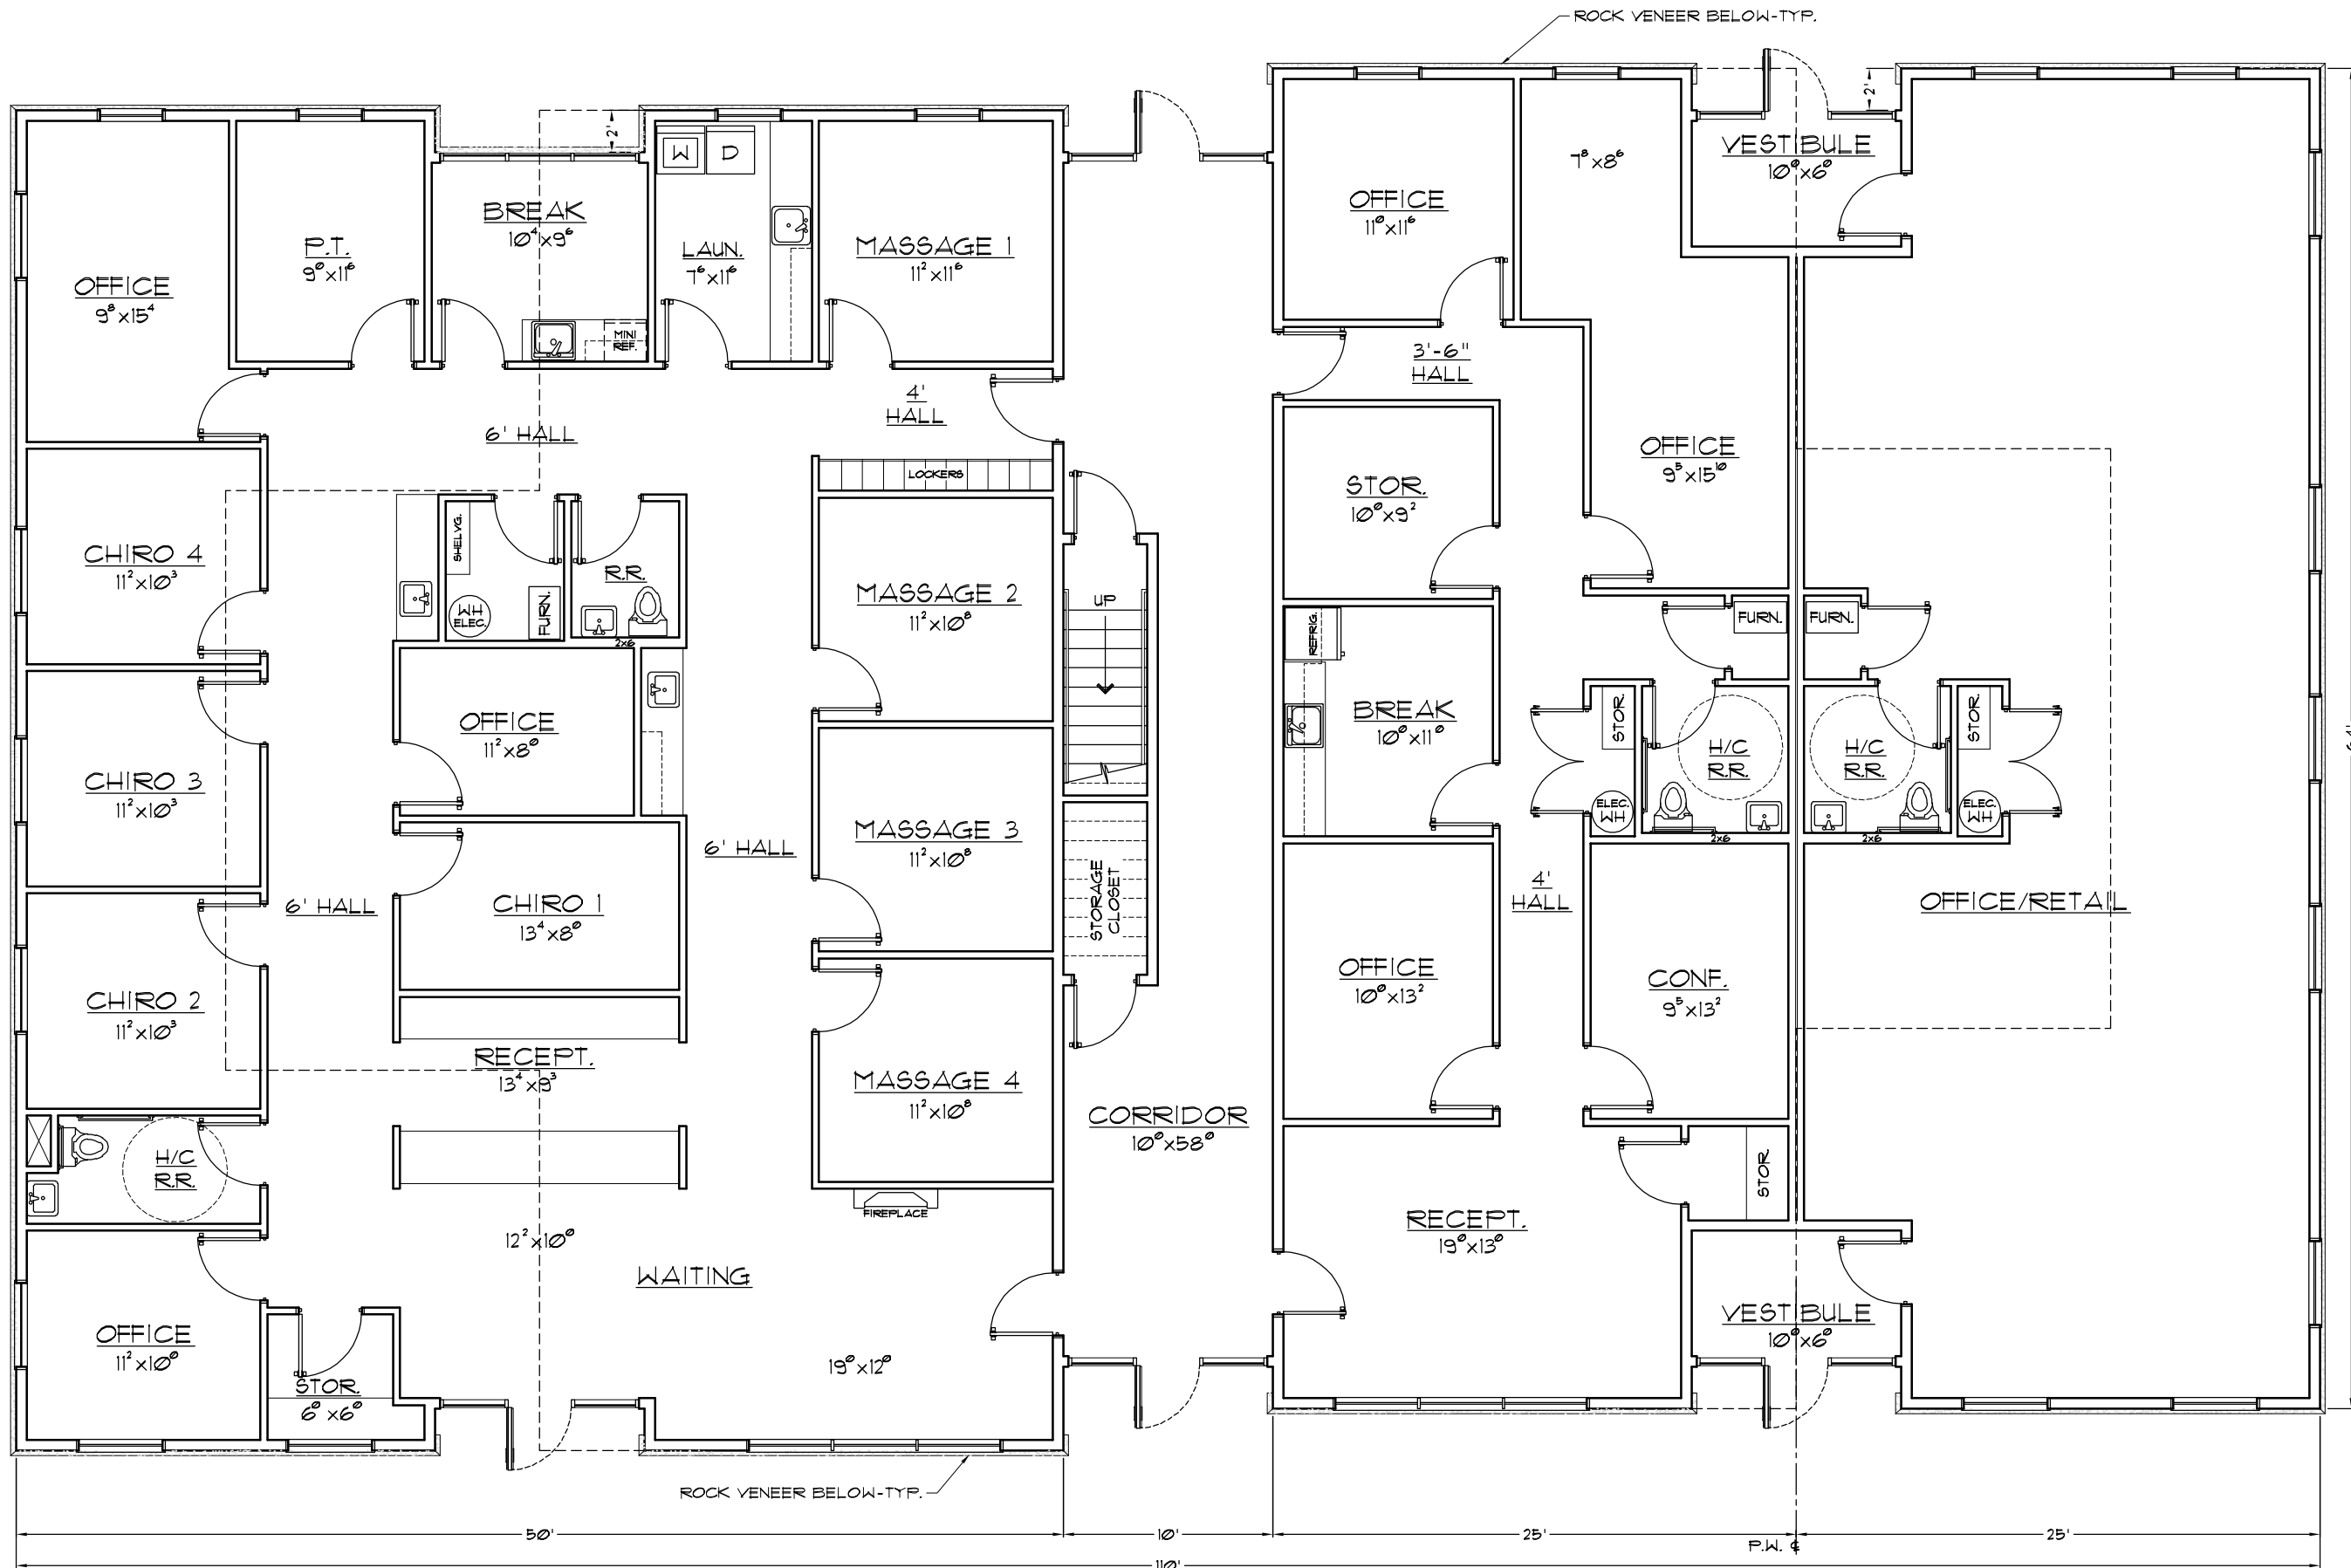 ROCK VENEER BELOW-TYP.
2'
2'
VESTIBULE
10⁰x6⁰
7⁸x8⁶
OFFICE
11⁰x11⁶
W
D
BREAK
10⁴x9⁶
LAUN.
7⁶x11⁶
MASSAGE 1
11²x11⁶
P.T.
9⁰x11⁶
OFFICE
9⁸x15⁴
MINI
REF.
3'-6"
HALL
4'
HALL
6' HALL
LOCKERS
OFFICE
9⁵x15¹⁰
STOR.
10⁰x9²
CHIRO 4
11²x10³
SHELVG.
WH
ELEC.
FURN.
R.R.
2x6
MASSAGE 2
11²x10⁸
UP
REFRIG.
FURN.
FURN.
OFFICE
11²x8⁰
BREAK
10⁰x11⁰
STOR.
H/C
R.R.
H/C
R.R.
STOR.
64'
CHIRO 3
11²x10³
ELEC.
WH
ELEC.
WH
2x6
2x6
MASSAGE 3
11²x10⁸
6' HALL
6' HALL
CHIRO 1
13⁴x8⁰
STORAGE
CLOSET
4'
HALL
OFFICE/RETAIL
OFFICE
10⁰x13²
CONF.
9⁵x13²
CHIRO 2
11²x10³
RECEPT.
13⁴x9³
MASSAGE 4
11²x10⁸
CORRIDOR
10⁰x58⁰
H/C
R.R.
STOR.
FIREPLACE
RECEPT.
19⁰x13⁰
12²x10⁰
WAITING
OFFICE
11²x10⁰
VESTIBULE
10⁰x6⁰
19⁰x12⁰
STOR.
6⁰x6⁰
ROCK VENEER BELOW-TYP.
50'
10'
25'
25'
P.W. ℄
110'